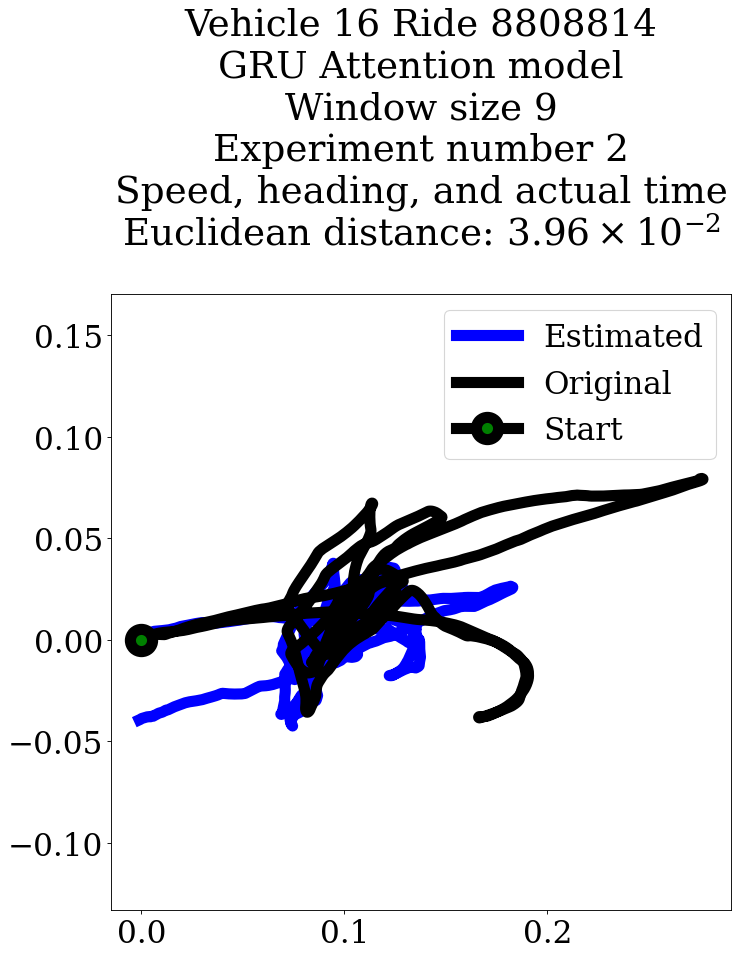 Vehicle 16 Ride 8808814
GRU Attention model
Window size 9
Experiment number 2
Speed, heading, and actual time
Euclidean distance: $3.96 \times 10^{-2}$
Estimated
Original
Start
0.15
0.10
0.05
0.00
−0.05
−0.10
0.0
0.1
0.2